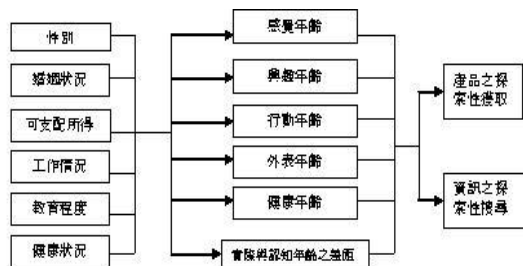 性別
婚姻狀況
可支配所得
工作情況
教育程度
健康狀況
感覺年齡
興趣年齡
行動年齡
外表年齡
健康年齡
實際與認知年齡之差距
產品之探
索性獲取
資訊之探
索性搜尋